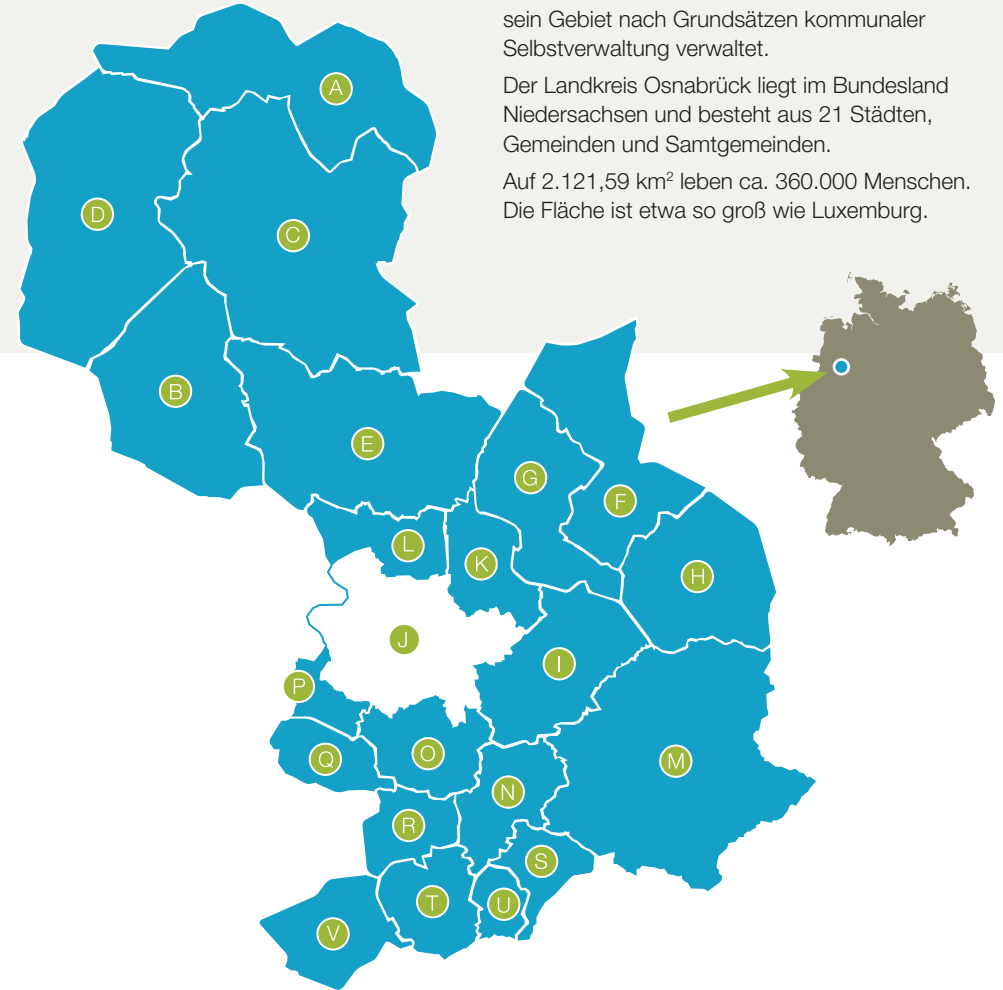 sein Gebiet nach Grundsätzen kommunaler
Selbstverwaltung verwaltet.
Der Landkreis Osnabrück liegt im Bundesland
Niedersachsen und besteht aus 21 Städten,
Gemeinden und Samtgemeinden.
Auf 2.121,59 km² leben ca. 360.000 Menschen.
Die Fläche ist etwa so groß wie Luxemburg.
A
D
C
B
E
G
F
L
K
H
J
I
P
Q
O
M
N
R
S
T
U
V